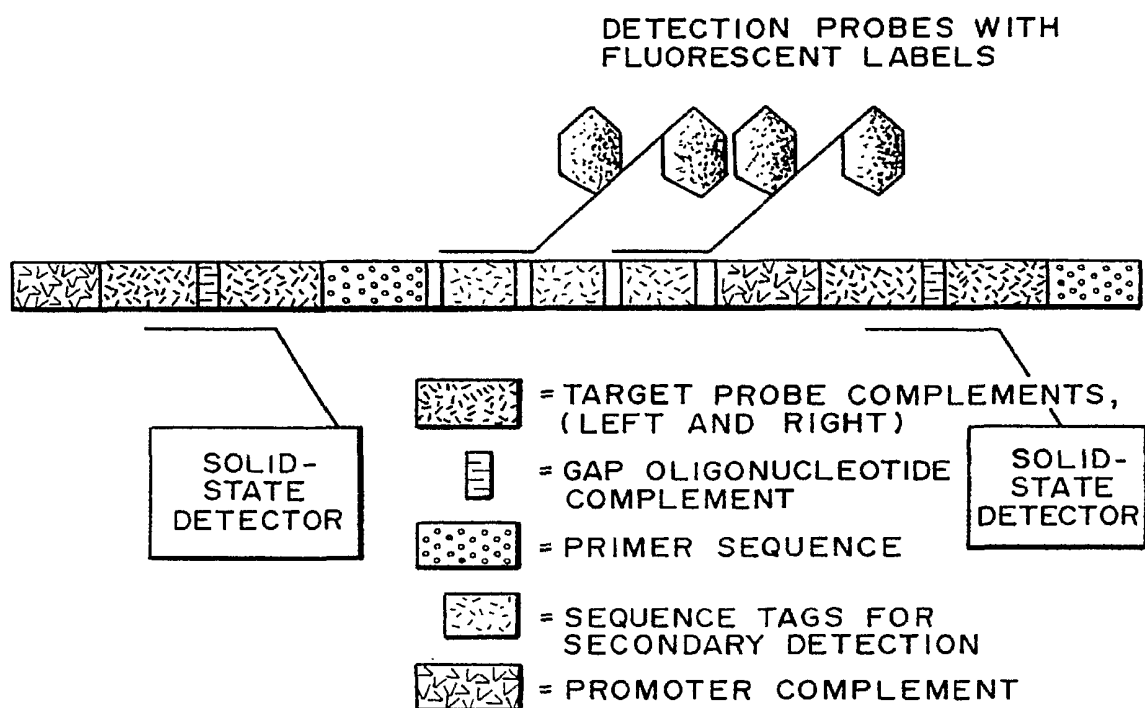 DETECTION PROBES WITH
FLUORESCENT LABELS
= TARGET PROBE COMPLEMENTS,
(LEFT AND RIGHT)
= GAP OLIGONUCLEOTIDE
COMPLEMENT
= PRIMER SEQUENCE
= SEQUENCE TAGS FOR
SECONDARY DETECTION
= PROMOTER COMPLEMENT
SOLID-
STATE
DETECTOR
SOLID-
STATE
DETECTOR